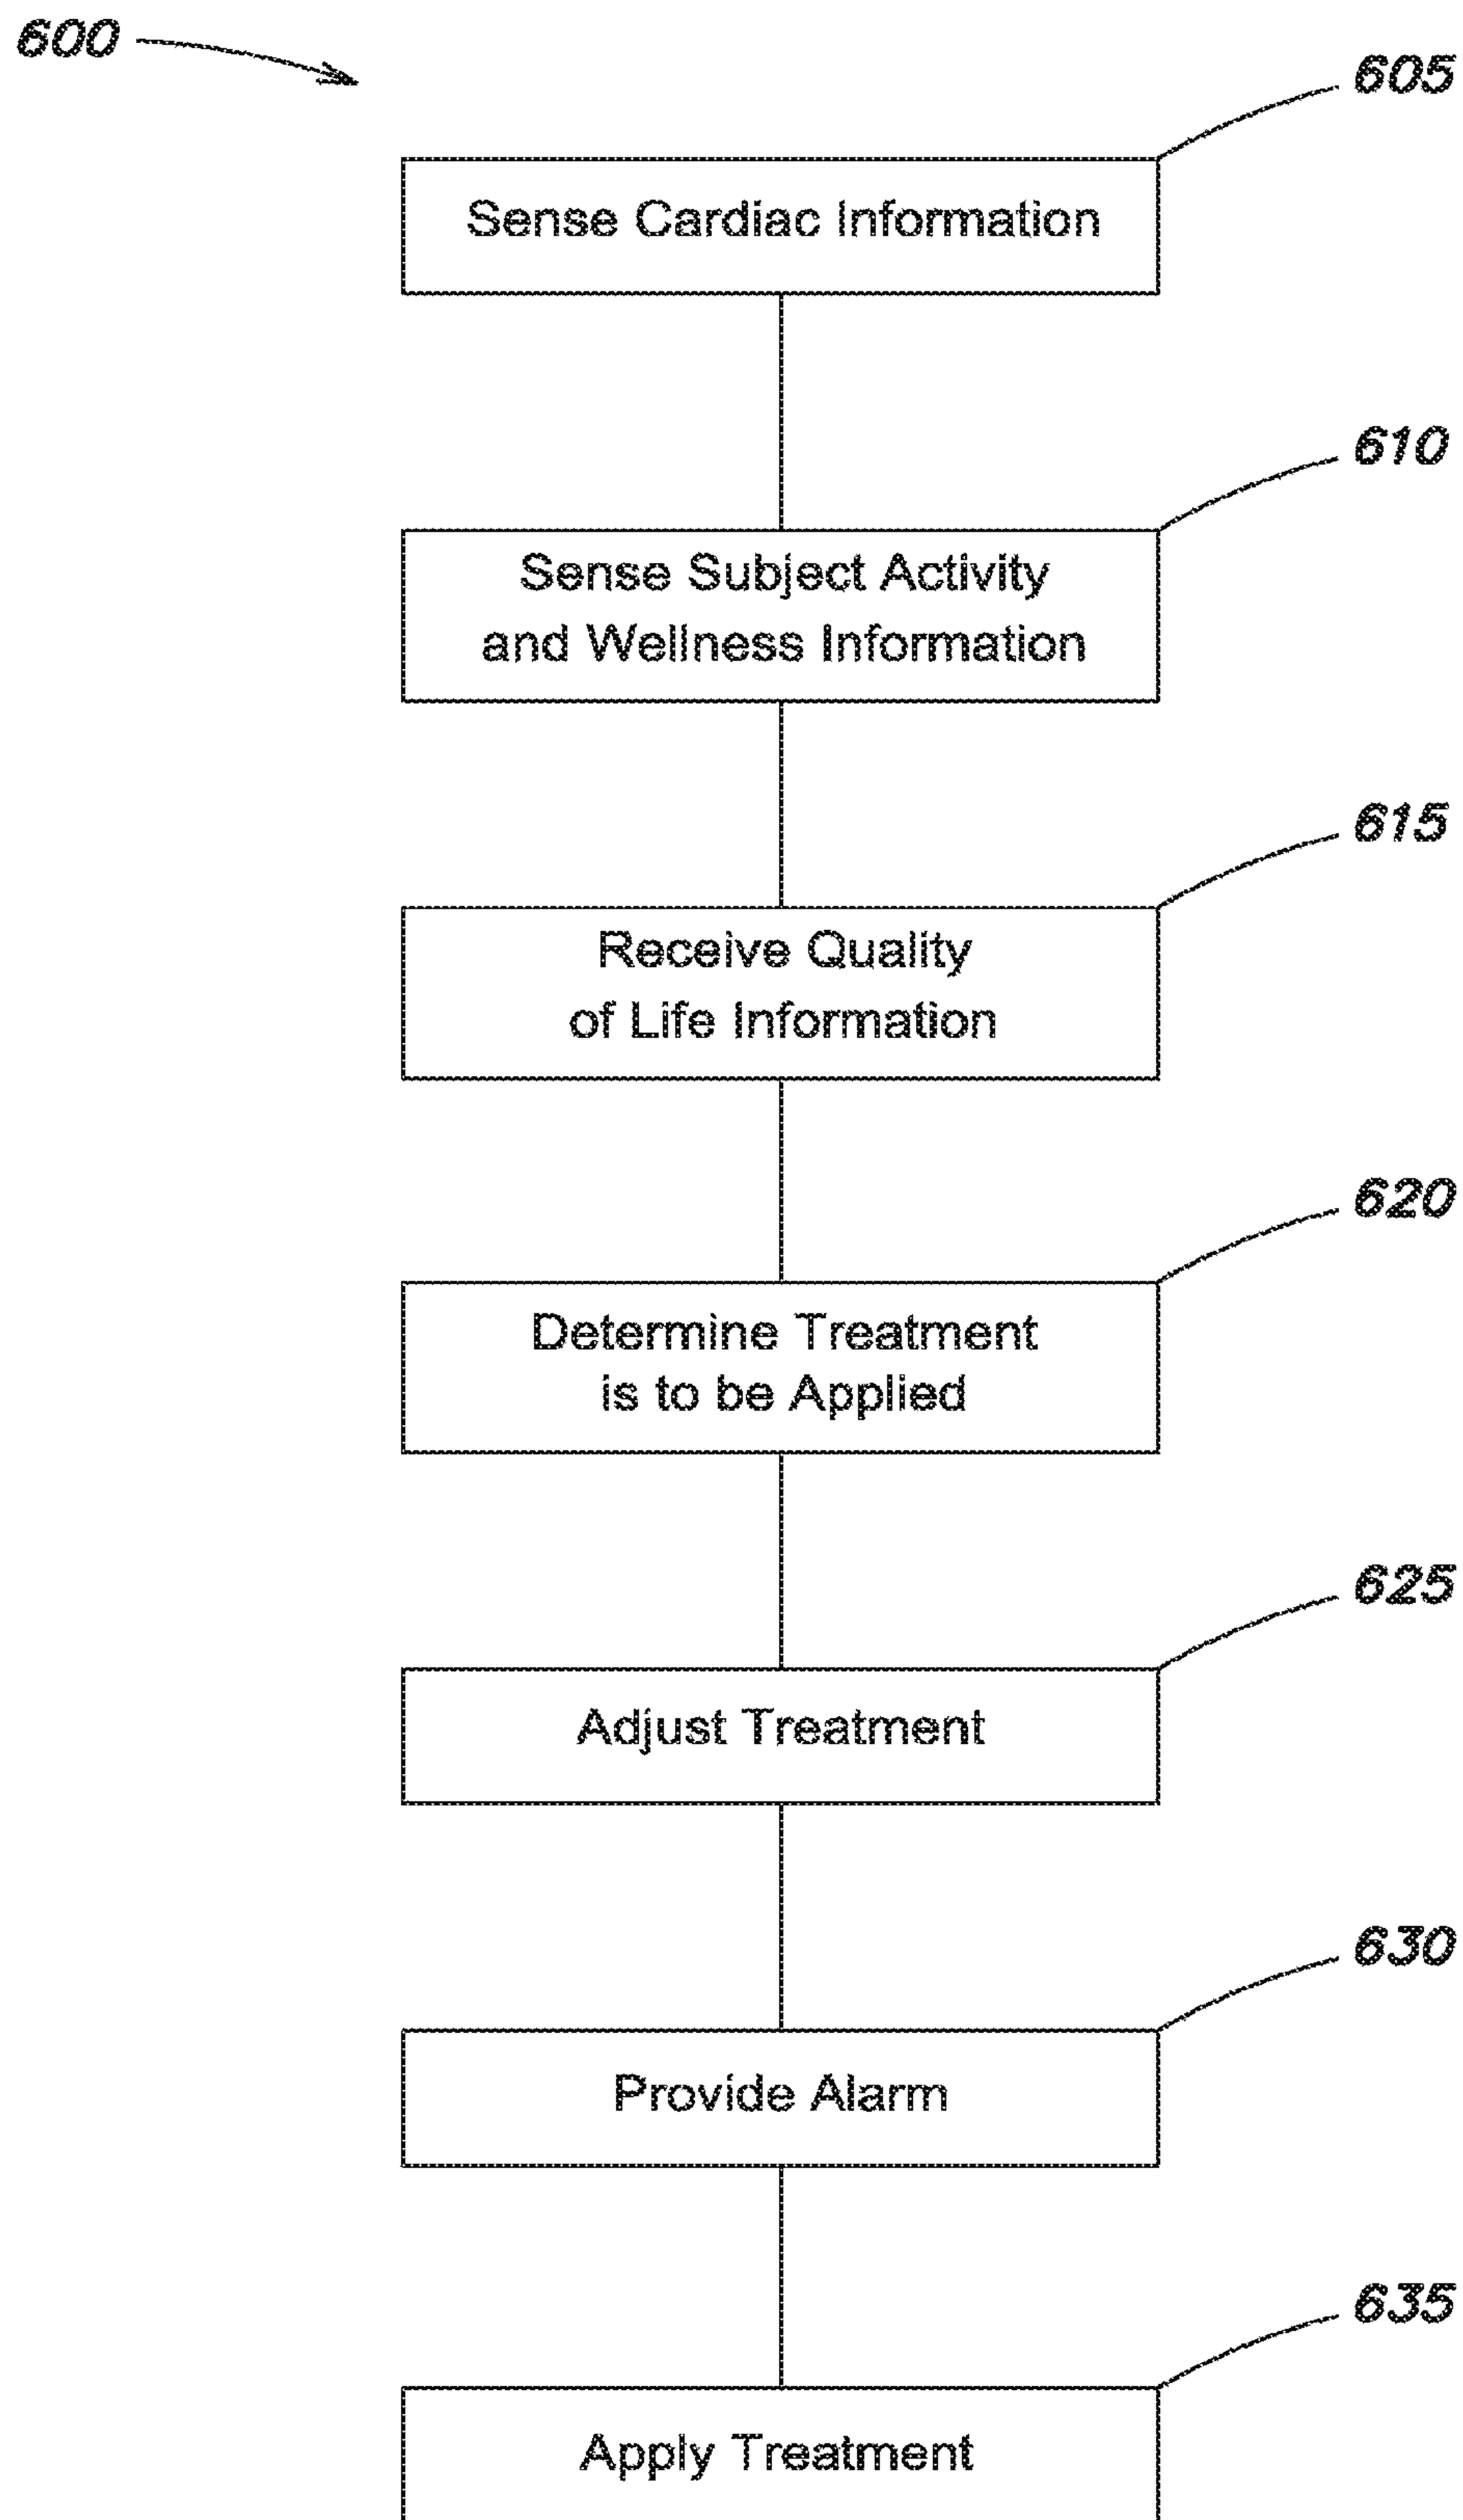 600
605
Sense Cardiac Information
610
Sense Subject Activity
and Wellness Information
615
Receive Quality
of Life Information
620
Determine Treatment
is to be Applied
625
Adjust Treatment
630
Provide Alarm
635
Apply Treatment